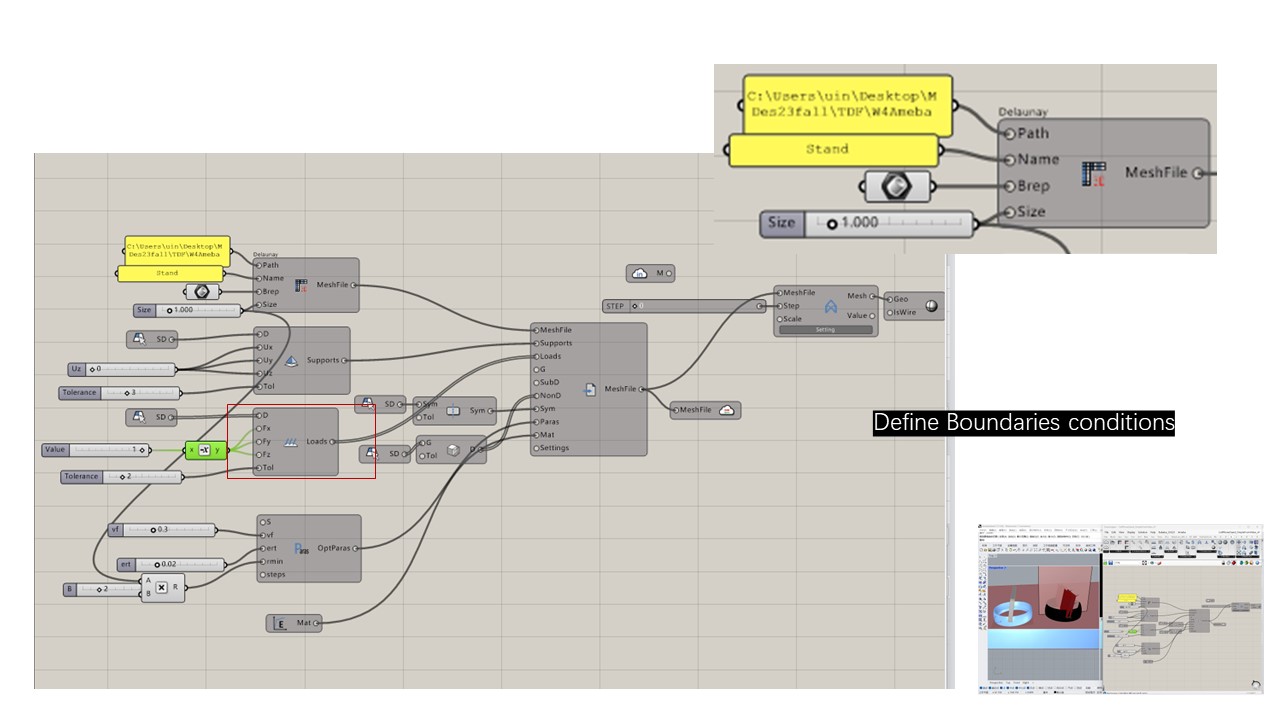 C:\Users\uin\Desktop\M
Des23fall\TDF\W4Ameba
Stand
Size
1.000
Delaunay
Path
Name
Brep
Size
MeshFile
C:\Users\uin\Desktop\M
Des23fall\TDF\W4Ameba
Stand
Size
1.000
Delaunay
Path
Name
Brep
Size
MeshFile
SD
Uz
0
Tolerance
3
D
Ux
Uy
Uz
Tol
Supports
SD
Value
1
x
y
Tolerance
2
D
Fx
Fy
Fz
Tol
Loads
SD
Sym
Tol
Sym
SD
G
Tol
D
vf
0.3
ert
0.02
B
2
A
B
R
S
vf
ert
rmin
steps
Para
OptParas
E
Mat
MeshFile
Supports
Loads
G
SubD
NonD
Sym
Paras
Mat
Settings
MeshFile
M
STEP
0
MeshFile
Step
Scale
Mesh
Value
Setting
Geo
IsWire
MeshFile
Define Boundaries conditions